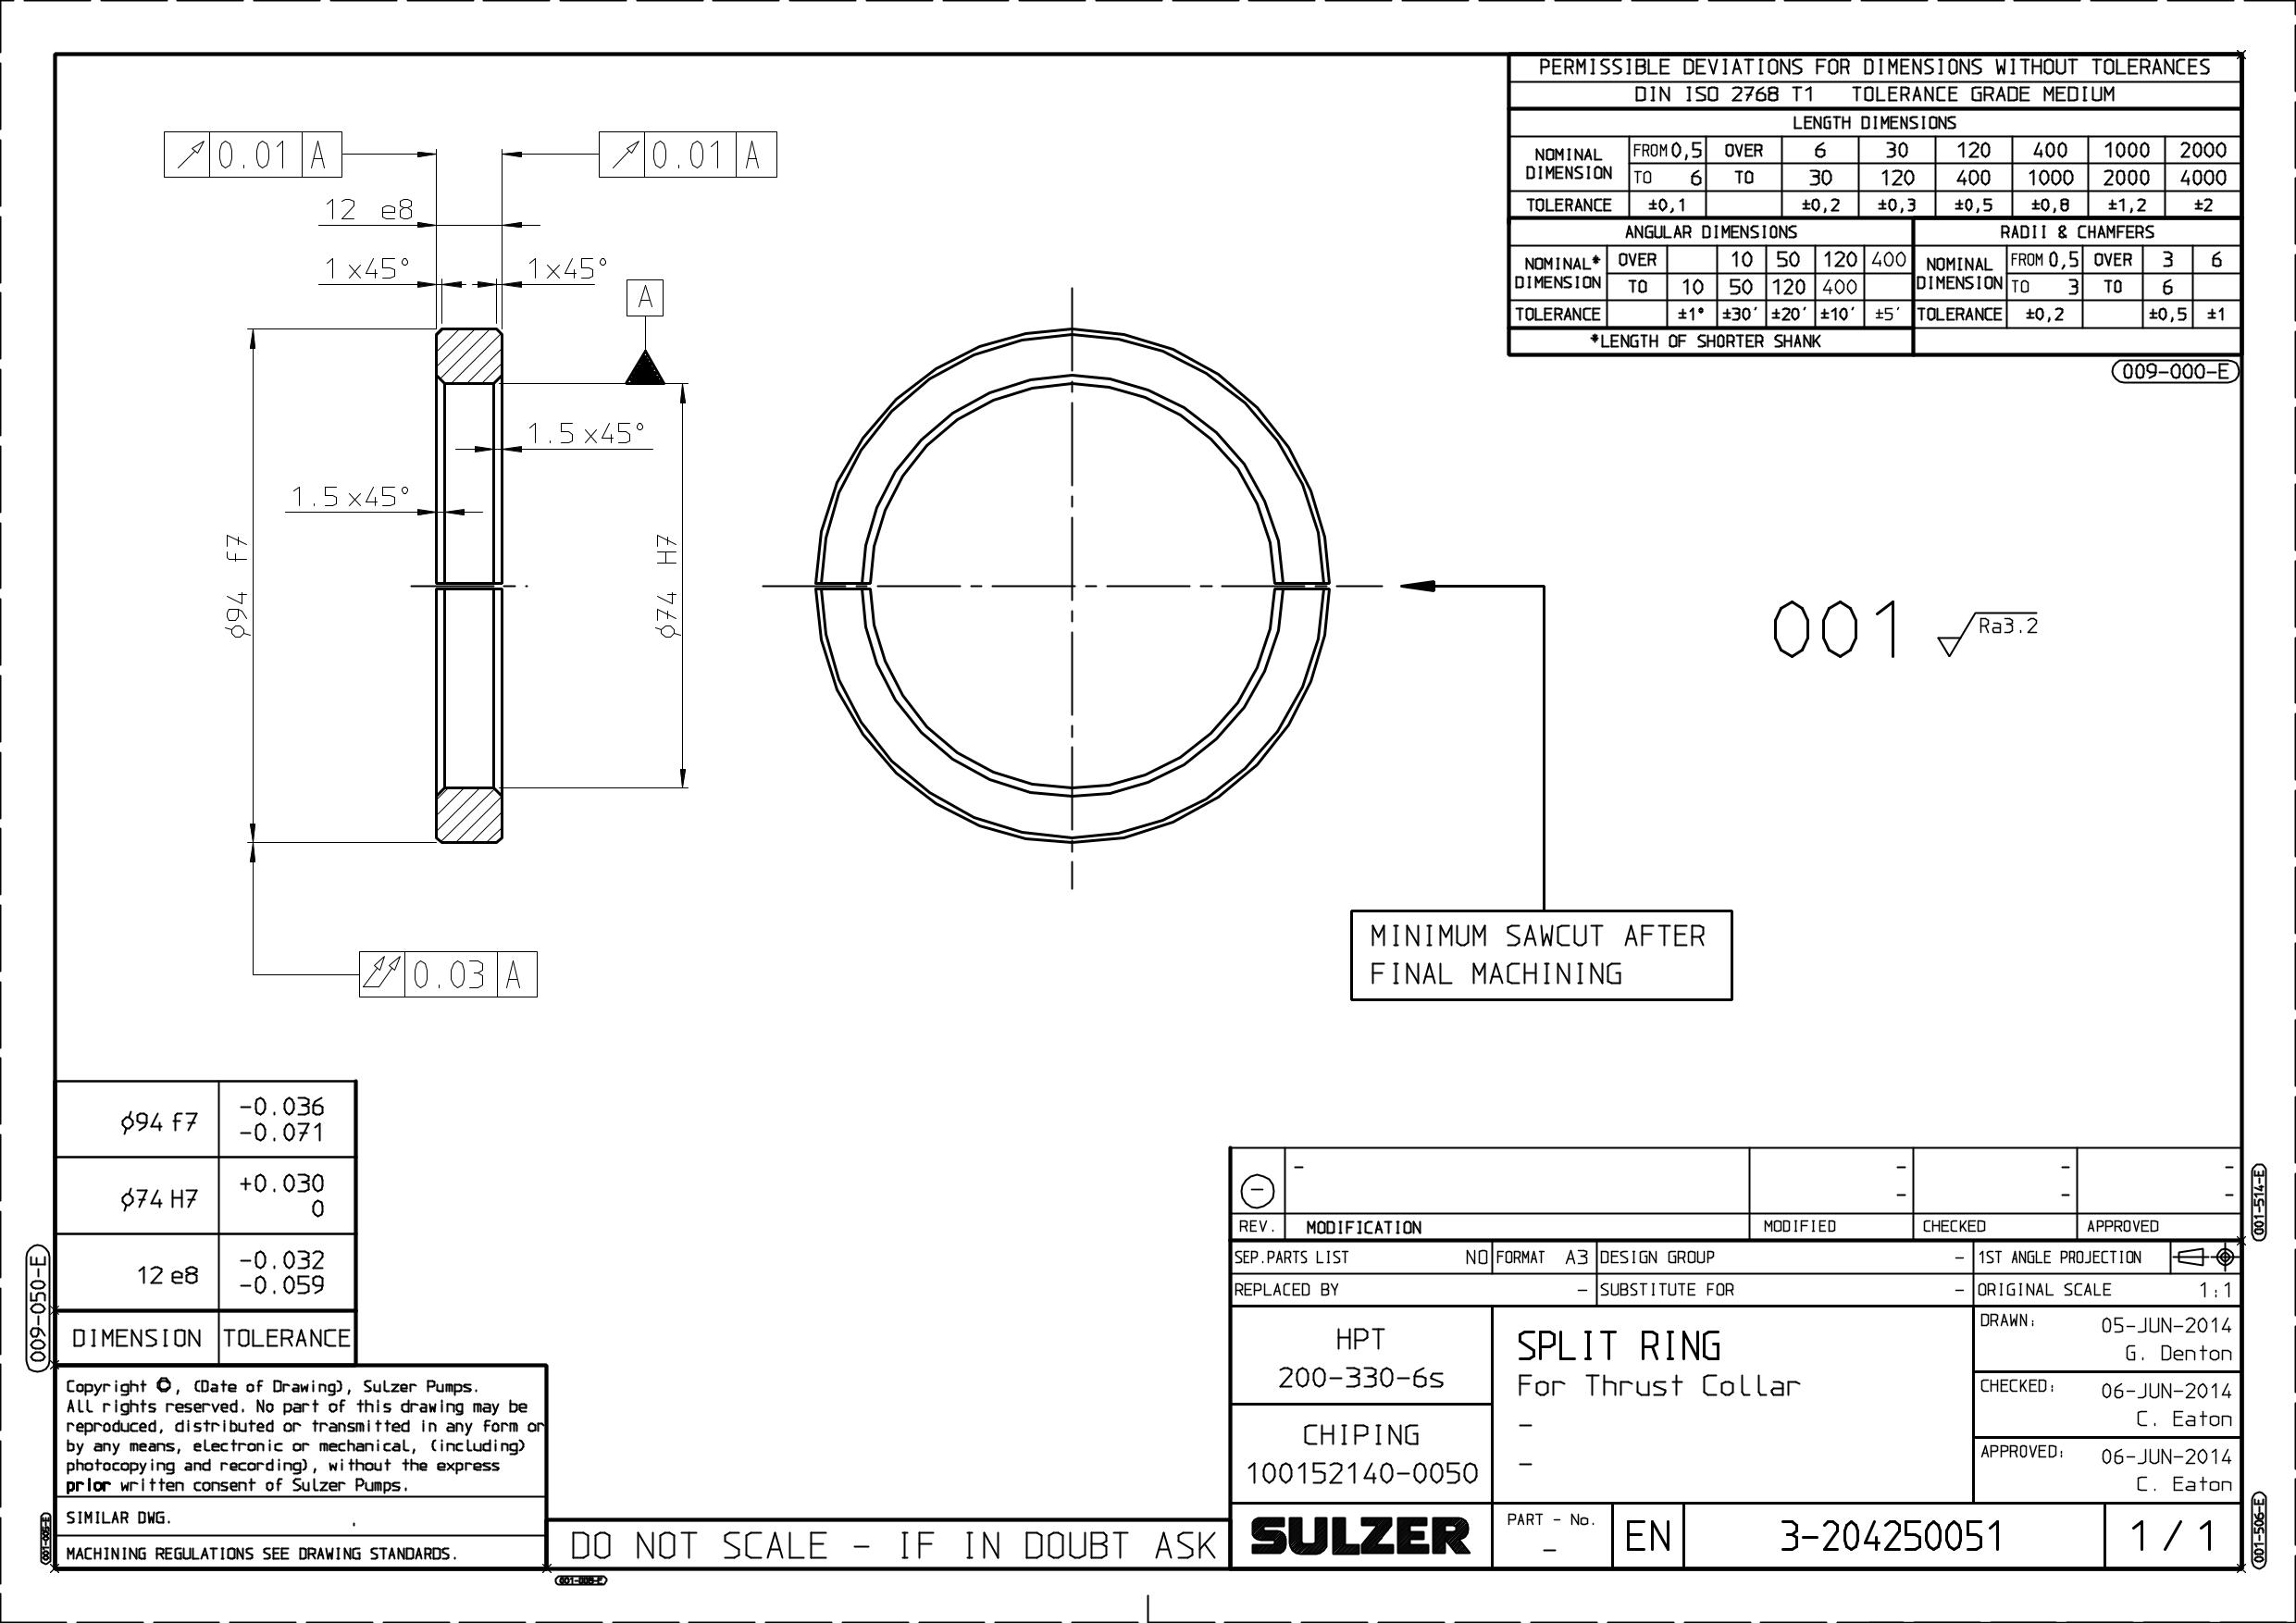 PERMISSIBLE DEVIATIONS FOR DIMENSIONS WITHOUT TOLERANCES
DIN ISO 2768 T1 TOLERANCE GRADE MEDIUM
LENGTH DIMENSIONS
NOMINAL DIMENSION FROM 0,5 OVER 6 30 120 400 1000 2000
TO 6 TO 30 120 400 1000 2000 4000
TOLERANCE ±0,1 ±0,2 ±0,3 ±0,5 ±0,8 ±1,2 ±2
ANGULAR DIMENSIONS
NOMINAL* DIMENSION OVER 10 50 120 400
TO 10 50 120 400
TOLERANCE ±1° ±30' ±20' ±10' ±5'
*LENGTH OF SHORTER SHANK
RADII & CHAMFERS
NOMINAL DIMENSION FROM 0,5 OVER 3 6
TO 3 TO 6
TOLERANCE ±0,2 ±0,5 ±1
009-000-E
0.01 A
0.01 A
12 e8
1x45°
1x45°
A
1.5x45°
1.5x45°
⌀94 f7
⌀74 H7
0.03 A
001 Ra3.2
MINIMUM SAWCUT AFTER
FINAL MACHINING
⌀94 f7 -0.036
-0.071
⌀74 H7 +0.030
0
12 e8 -0.032
-0.059
DIMENSION TOLERANCE
009-050-E
Copyright ©, (Date of Drawing), Sulzer Pumps.
All rights reserved. No part of this drawing may be
reproduced, distributed or transmitted in any form or
by any means, electronic or mechanical, (including)
photocopying and recording), without the express
prior written consent of Sulzer Pumps.
SIMILAR DWG. .
MACHINING REGULATIONS SEE DRAWING STANDARDS.
001-005-E
DO NOT SCALE - IF IN DOUBT ASK
- - - - - - - -
REV. MODIFICATION MODIFIED CHECKED APPROVED
001-514-E
SEP.PARTS LIST NO FORMAT A3 DESIGN GROUP - 1ST ANGLE PROJECTION
REPLACED BY - SUBSTITUTE FOR - ORIGINAL SCALE 1:1
HPT
200-330-6s
CHIPING
100152140-0050
SPLIT RING
For Thrust Collar
-
-
DRAWN: 05-JUN-2014
G. Denton
CHECKED: 06-JUN-2014
C. Eaton
APPROVED: 06-JUN-2014
C. Eaton
SULZER
PART - No.
-
EN
3-204250051
1 / 1
001-506-E